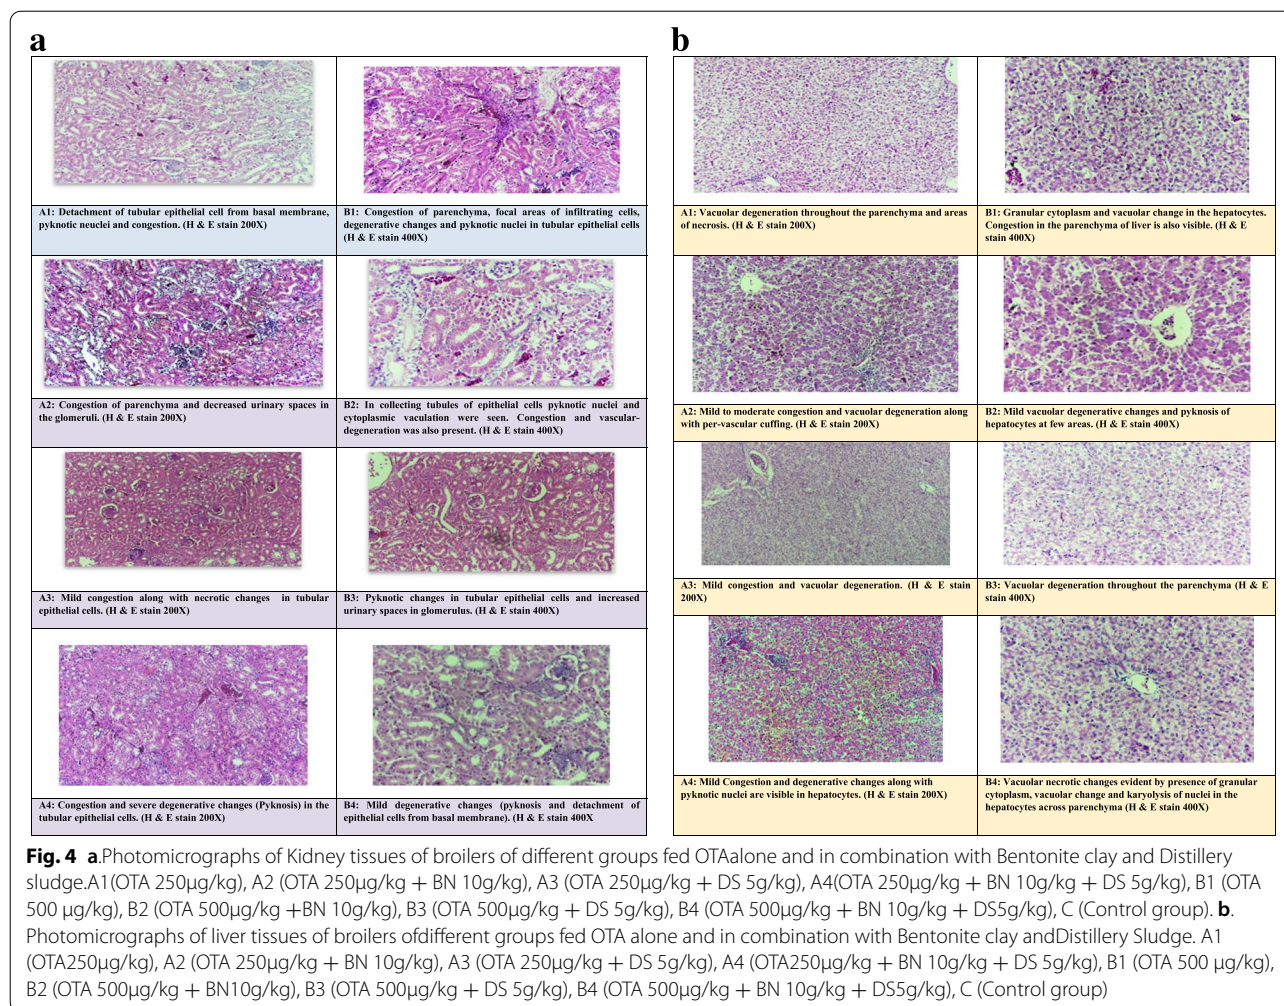 a
A1: Detachment of tubular epithelial cell from basal membrane,
pyknotic neuclei and congestion. (H & E stain 200X)
B1: Congestion of parenchyma, focal areas of infiltrating cells,
degenerative changes and pyknotic nuclei in tubular epithelial cells
(H & E stain 400X)
A2: Congestion of parenchyma and decreased urinary spaces in
the glomeruli. (H & E stain 200X)
B2: In collecting tubules of epithelial cells pyknotic nuclei and
cytoplasmic vaculation were seen. Congestion and vascular-
degeneration was also present. (H & E stain 400X)
A3: Mild congestion along with necrotic changes in tubular
epithelial cells. (H & E stain 200X)
B3: Pyknotic changes in tubular epithelial cells and increased
urinary spaces in glomerulus. (H & E stain 400X)
A4: Congestion and severe degenerative changes (Pyknosis) in the
tubular epithelial cells. (H & E stain 200X)
B4: Mild degenerative changes (pyknosis and detachment of
epithelial cells from basal membrane). (H & E stain 400X
b
A1: Vacuolar degeneration throughout the parenchyma and areas
of necrosis. (H & E stain 200X)
B1: Granular cytoplasm and vacuolar change in the hepatocytes.
Congestion in the parenchyma of liver is also visible. (H & E
stain 400X)
A2: Mild to moderate congestion and vacuolar degeneration along
with per-vascular cuffing. (H & E stain 200X)
B2: Mild vacuolar degenerative changes and pyknosis of
hepatocytes at few areas. (H & E stain 400X)
A3: Mild congestion and vacuolar degeneration. (H & E stain
200X)
B3: Vacuolar degeneration throughout the parenchyma (H & E
stain 400X)
A4: Mild Congestion and degenerative changes along with
pyknotic nuclei are visible in hepatocytes. (H & E stain 200X)
B4: Vacuolar necrotic changes evident by presence of granular
cytoplasm, vacuolar change and karyolysis of nuclei in the
hepatocytes across parenchyma (H & E stain 400X)
Fig. 4 a.Photomicrographs of Kidney tissues of broilers of different groups fed OTAalone and in combination with Bentonite clay and Distillery
sludge.A1(OTA 250µg/kg), A2 (OTA 250µg/kg + BN 10g/kg), A3 (OTA 250µg/kg + DS 5g/kg), A4(OTA 250µg/kg + BN 10g/kg + DS 5g/kg), B1 (OTA
500 µg/kg), B2 (OTA 500µg/kg +BN 10g/kg), B3 (OTA 500µg/kg + DS 5g/kg), B4 (OTA 500µg/kg + BN 10g/kg + DS5g/kg), C (Control group). b.
Photomicrographs of liver tissues of broilers ofdifferent groups fed OTA alone and in combination with Bentonite clay andDistillery Sludge. A1
(OTA250µg/kg), A2 (OTA 250µg/kg + BN 10g/kg), A3 (OTA 250µg/kg + DS 5g/kg), A4 (OTA250µg/kg + BN 10g/kg + DS 5g/kg), B1 (OTA 500 µg/kg),
B2 (OTA 500µg/kg + BN10g/kg), B3 (OTA 500µg/kg + DS 5g/kg), B4 (OTA 500µg/kg + BN 10g/kg + DS5g/kg), C (Control group)